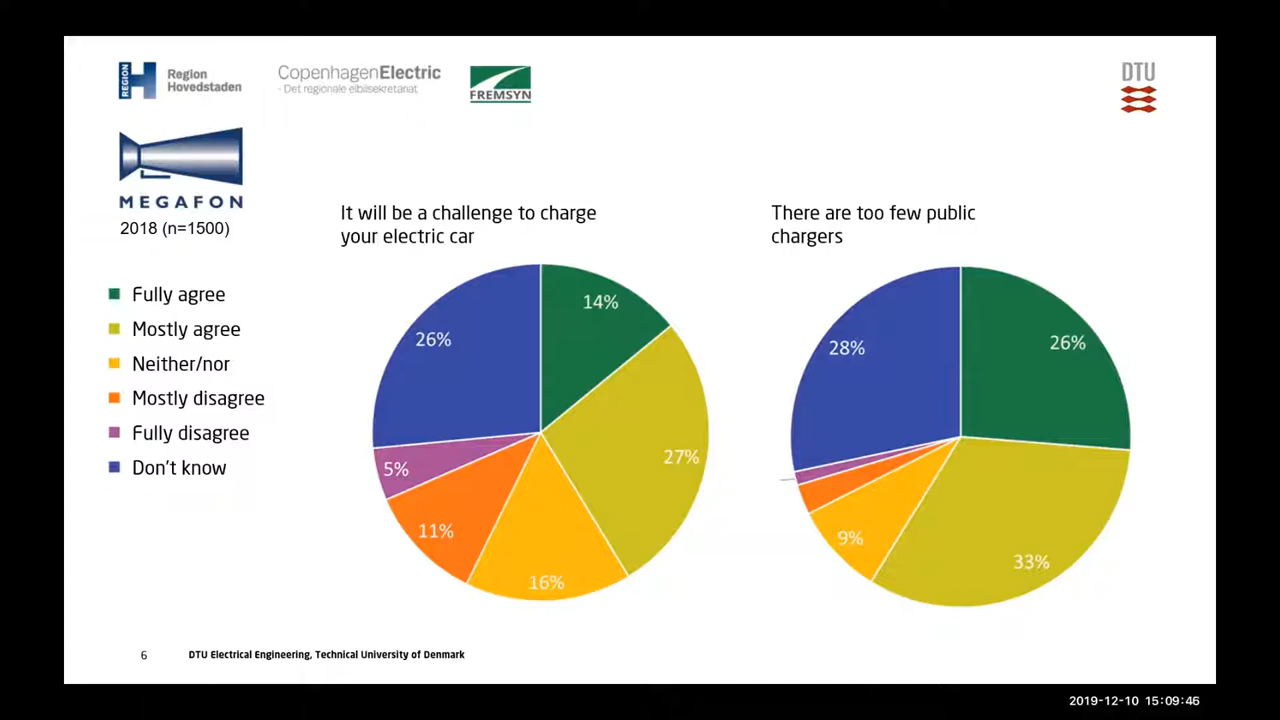 REGION
Region
Hovedstaden
CopenhagenElectric
- Det regionale elbilsekretariat
FREMSYN
DTU
MEGAFON
2018 (n=1500)
It will be a challenge to charge
your electric car
There are too few public
chargers
Fully agree
Mostly agree
Neither/nor
Mostly disagree
Fully disagree
Don't know
14%
27%
16%
11%
5%
26%
26%
33%
9%
28%
6
DTU Electrical Engineering, Technical University of Denmark
2019-12-10 15:09:46